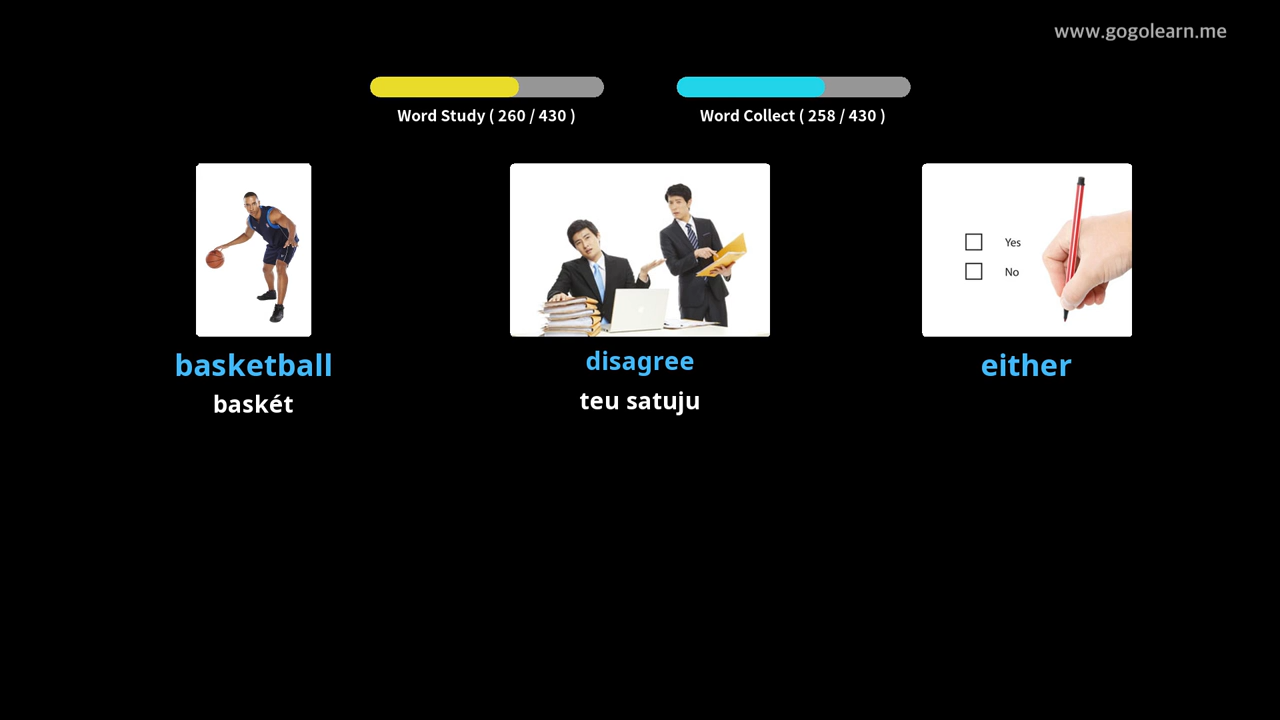 www.gogolearn.me
Word Study ( 260 / 430 )
Word Collect ( 258 / 430 )
Yes
No
basketball
baskét
disagree
teu satuju
either